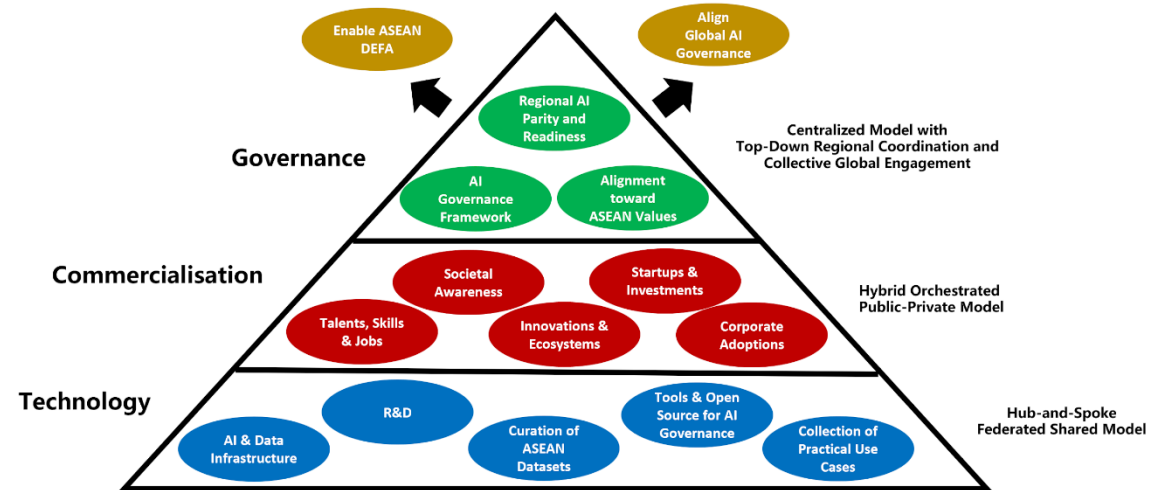 Enable ASEAN
DEFA
Align
Global AI
Governance
Regional AI
Parity and
Readiness
Governance
Centralized Model with
Top-Down Regional Coordination and
Collective Global Engagement
AI
Governance
Framework
Alignment
toward
ASEAN Values
Commercialisation
Societal
Awareness
Startups &
Investments
Hybrid Orchestrated
Public-Private Model
Talents, Skills
& Jobs
Innovations &
Ecosystems
Corporate
Adoptions
Technology
R&D
Tools & Open
Source for AI
Governance
Hub-and-Spoke
Federated Shared Model
AI & Data
Infrastructure
Curation of
ASEAN
Datasets
Collection of
Practical Use
Cases